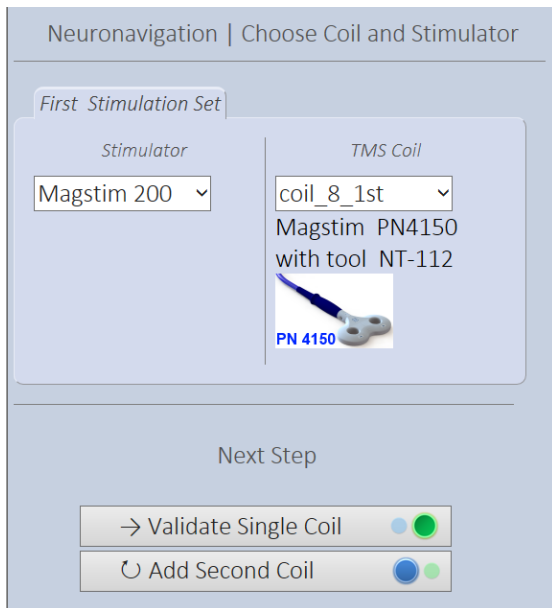 Neuronavigation | Choose Coil and Stimulator
First Stimulation Set
Stimulator
Magstim 200
TMS Coil
coil_8_1st
Magstim PN4150
with tool NT-112
PN 4150
Next Step
→ Validate Single Coil
↻ Add Second Coil